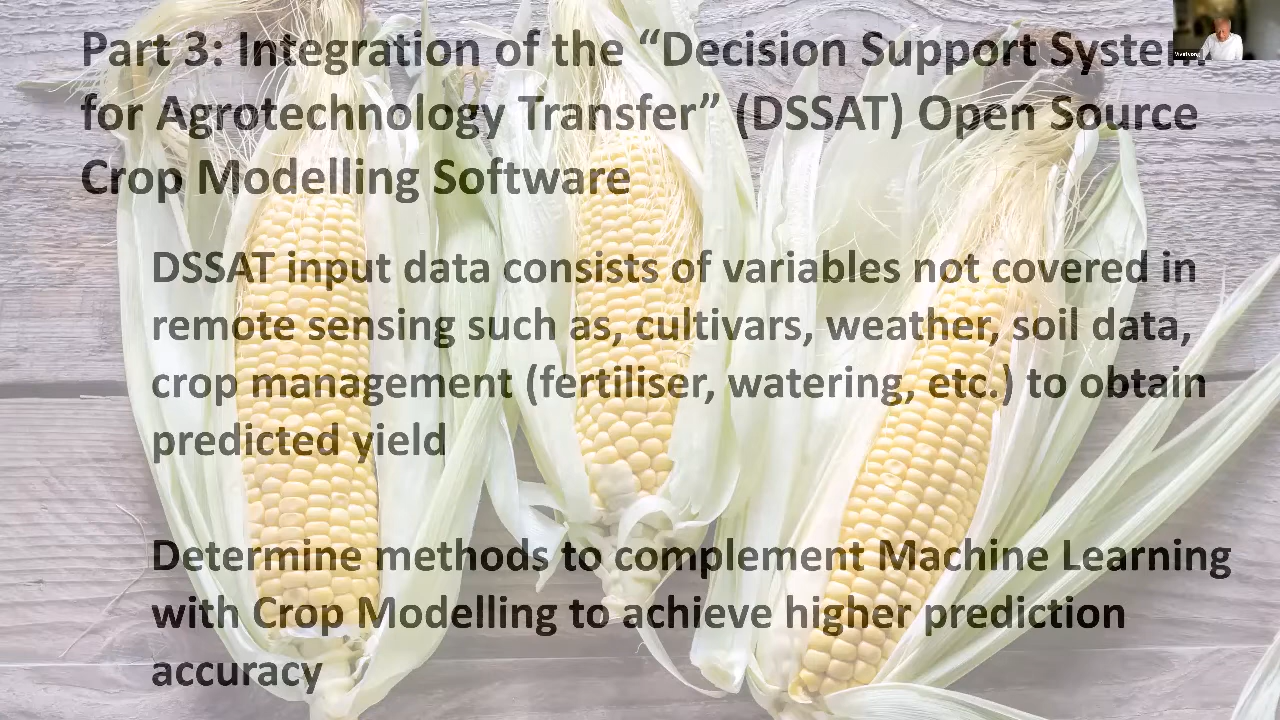 Part 3: Integration of the “Decision Support System
for Agrotechnology Transfer” (DSSAT) Open Source
Crop Modelling Software
DSSAT input data consists of variables not covered in
remote sensing such as, cultivars, weather, soil data,
crop management (fertiliser, watering, etc.) to obtain
predicted yield
Determine methods to complement Machine Learning
with Crop Modelling to achieve higher prediction
accuracy